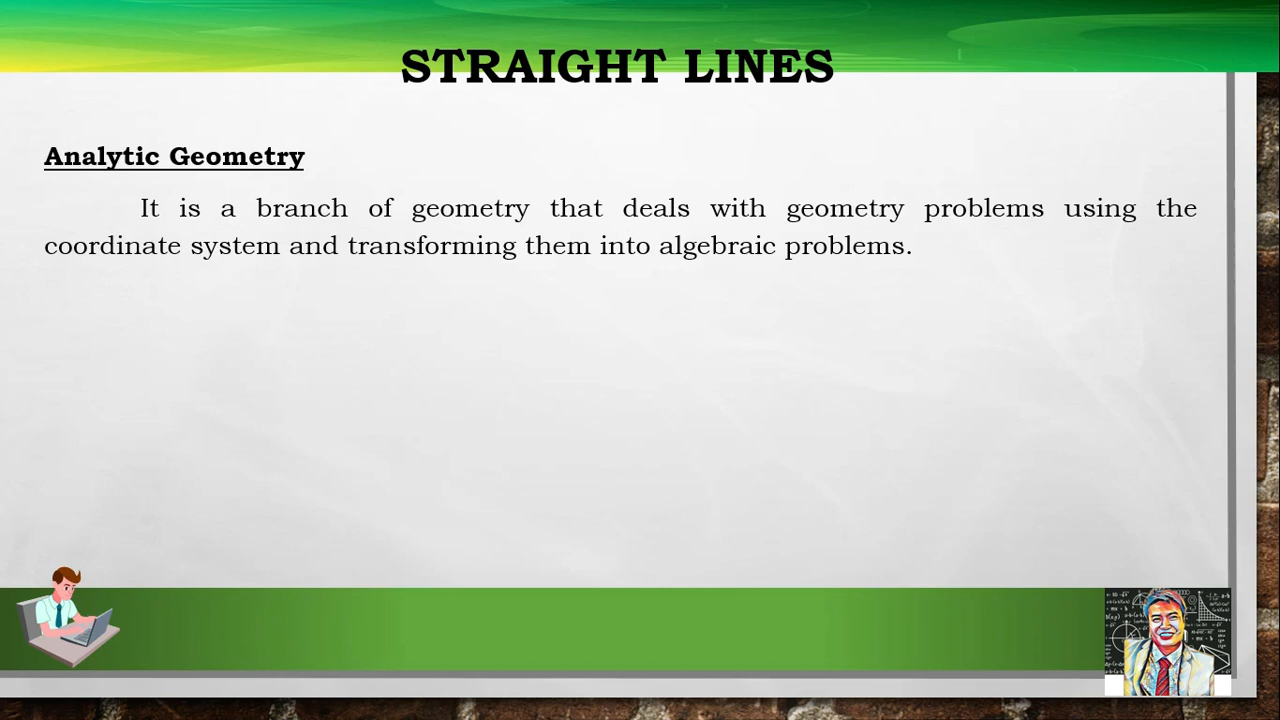 STRAIGHT LINES
Analytic Geometry
It is a branch of geometry that deals with geometry problems using the
coordinate system and transforming them into algebraic problems.